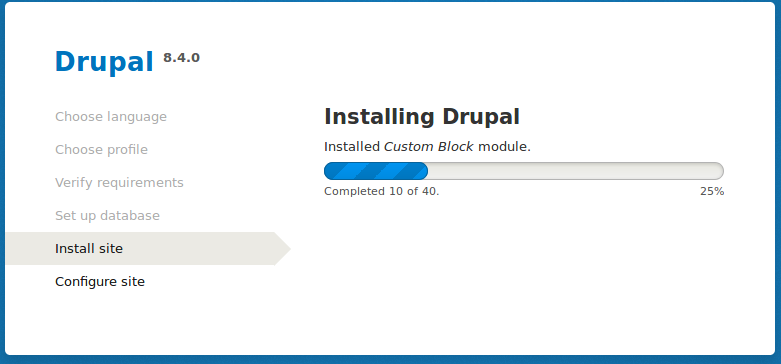 Drupal 8.4.0
Choose language
Choose profile
Verify requirements
Set up database
Install site
Configure site
Installing Drupal
Installed Custom Block module.
Completed 10 of 40. 25%